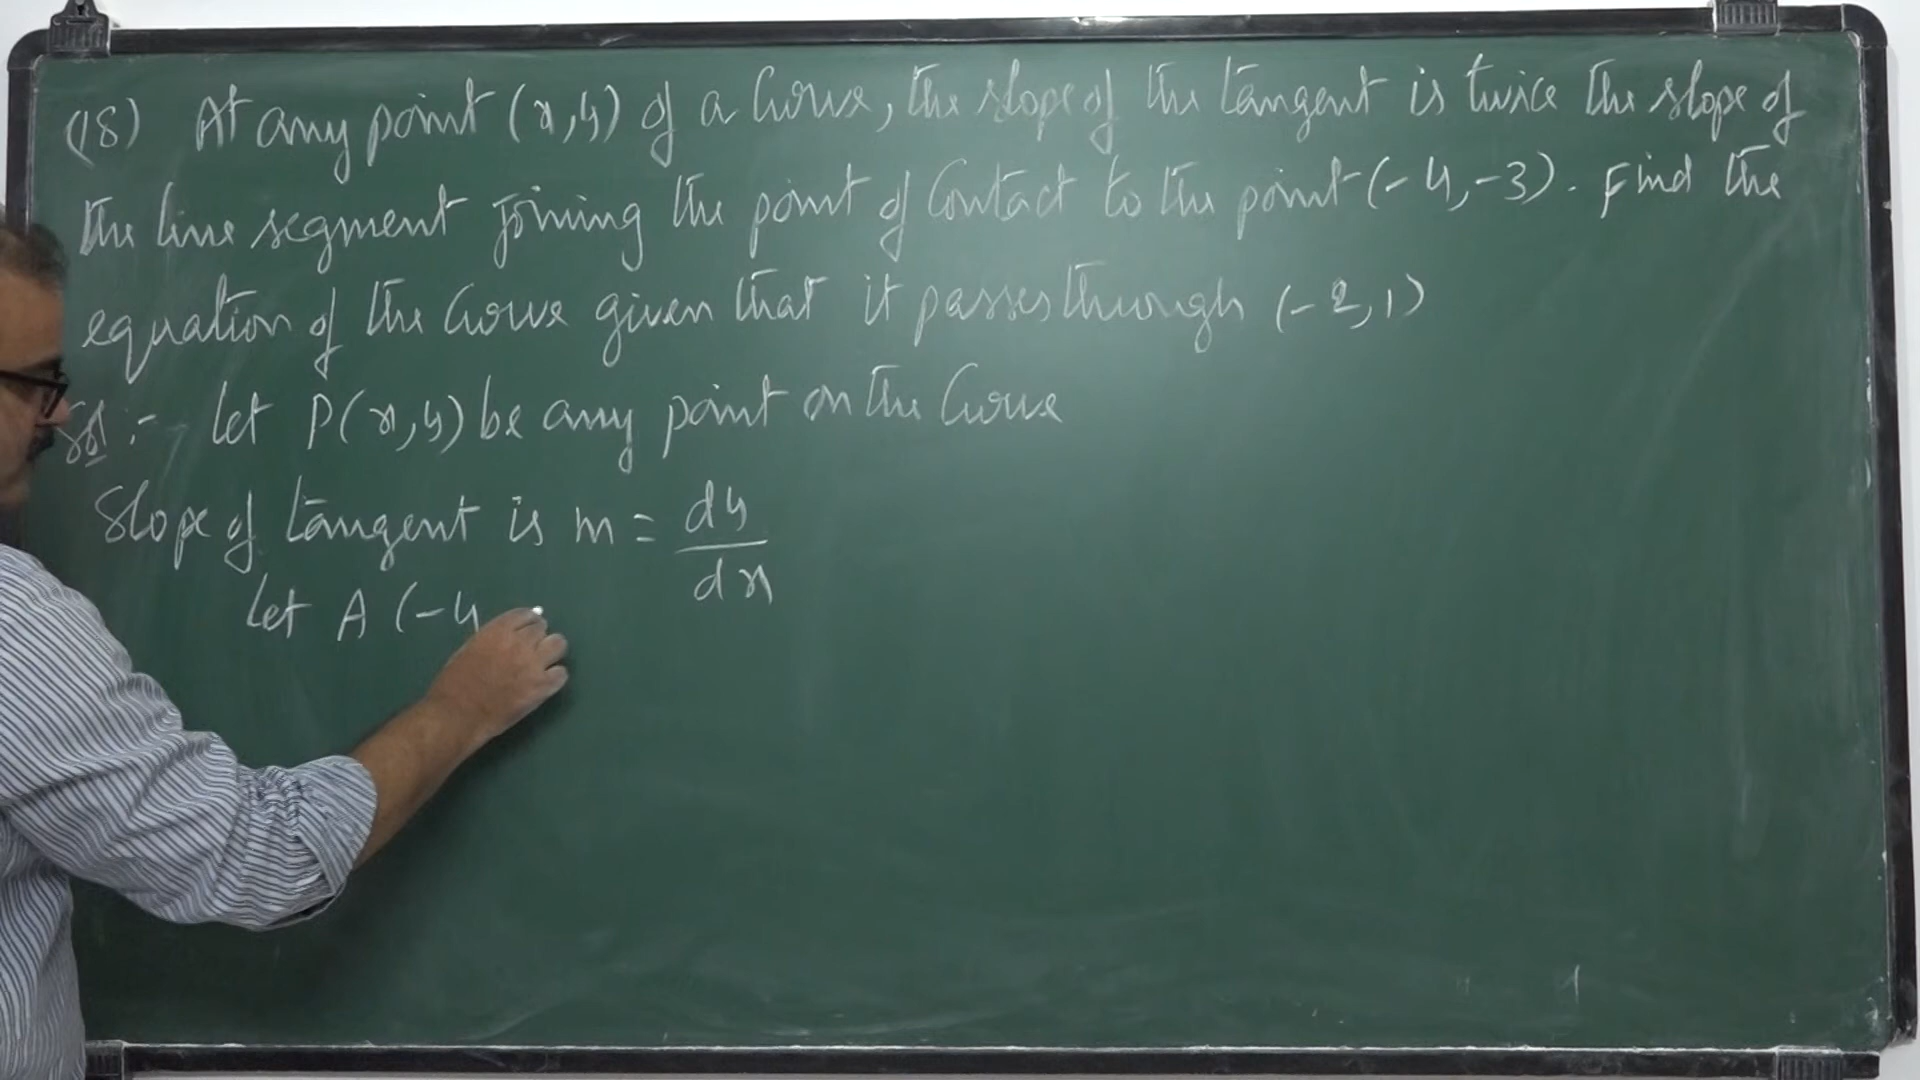 (18) At any point (x,y) of a Curve, the slope of the tangent is twice the slope of
the line segment joining the point of Contact to the point (-4,-3). Find the
equation of the Curve given that it passes through (-2,1)
Sol :- Let P(x,y) be any point on the Curve
Slope of tangent is m = dy/dx
Let A (-4